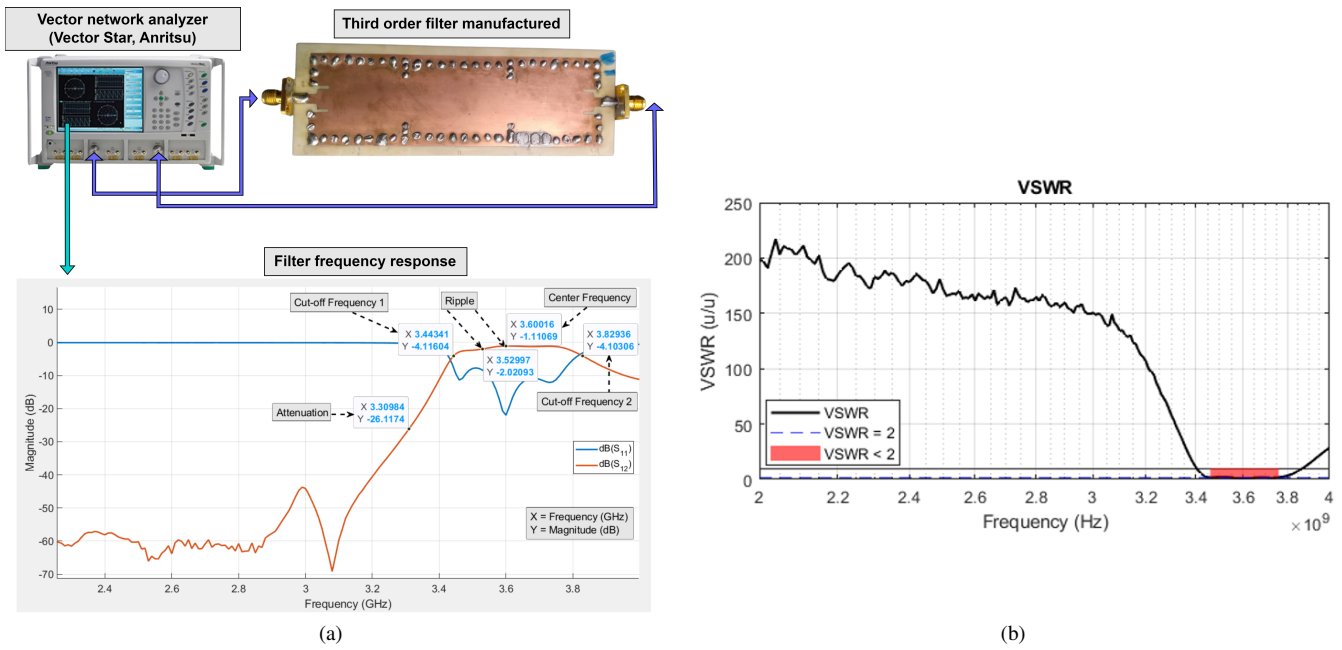 Vector network analyzer
(Vector Star, Anritsu)
Third order filter manufactured
Filter frequency response
Cut-off Frequency 1
Ripple
Center Frequency
X 3.44341
Y -4.11604
X 3.60016
Y -1.11069
X 3.82936
Y -4.10306
X 3.52997
Y -2.02093
Cut-off Frequency 2
Attenuation
X 3.30984
Y -26.1174
dB(S11)
dB(S12)
X = Frequency (GHz)
Y = Magnitude (dB)
Magnitude (dB)
10
0
-10
-20
-30
-40
-50
-60
-70
2.4 2.6 2.8 3 3.2 3.4 3.6 3.8
Frequency (GHz)
(a)
VSWR
VSWR (u/u)
250
200
150
100
50
0
VSWR
VSWR = 2
VSWR < 2
2 2.2 2.4 2.6 2.8 3 3.2 3.4 3.6 3.8 4
Frequency (Hz)
×10^9
(b)